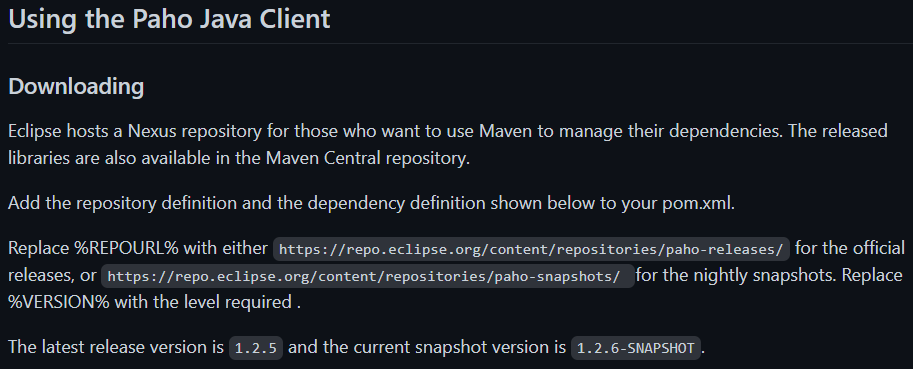 Using the Paho Java Client
Downloading
Eclipse hosts a Nexus repository for those who want to use Maven to manage their dependencies. The released
libraries are also available in the Maven Central repository.
Add the repository definition and the dependency definition shown below to your pom.xml.
Replace %REPOURL% with either https://repo.eclipse.org/content/repositories/paho-releases/ for the official
releases, or https://repo.eclipse.org/content/repositories/paho-snapshots/ for the nightly snapshots. Replace
%VERSION% with the level required .
The latest release version is 1.2.5 and the current snapshot version is 1.2.6-SNAPSHOT.